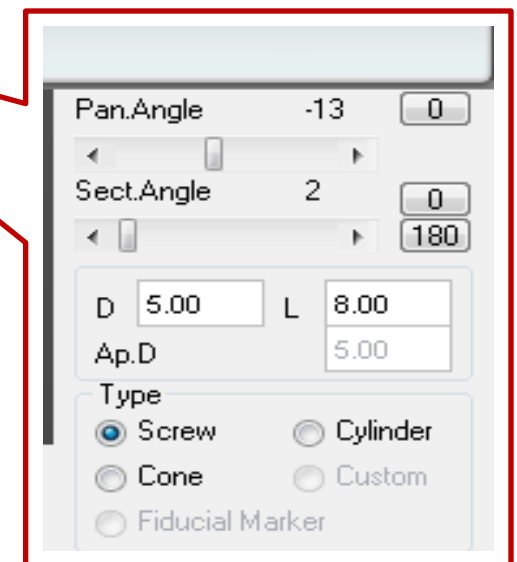 Pan.Angle -13 0
Sect.Angle 2 0
180
D 5.00 L 8.00
Ap.D 5.00
Type
Screw Cylinder
Cone Custom
Fiducial Marker